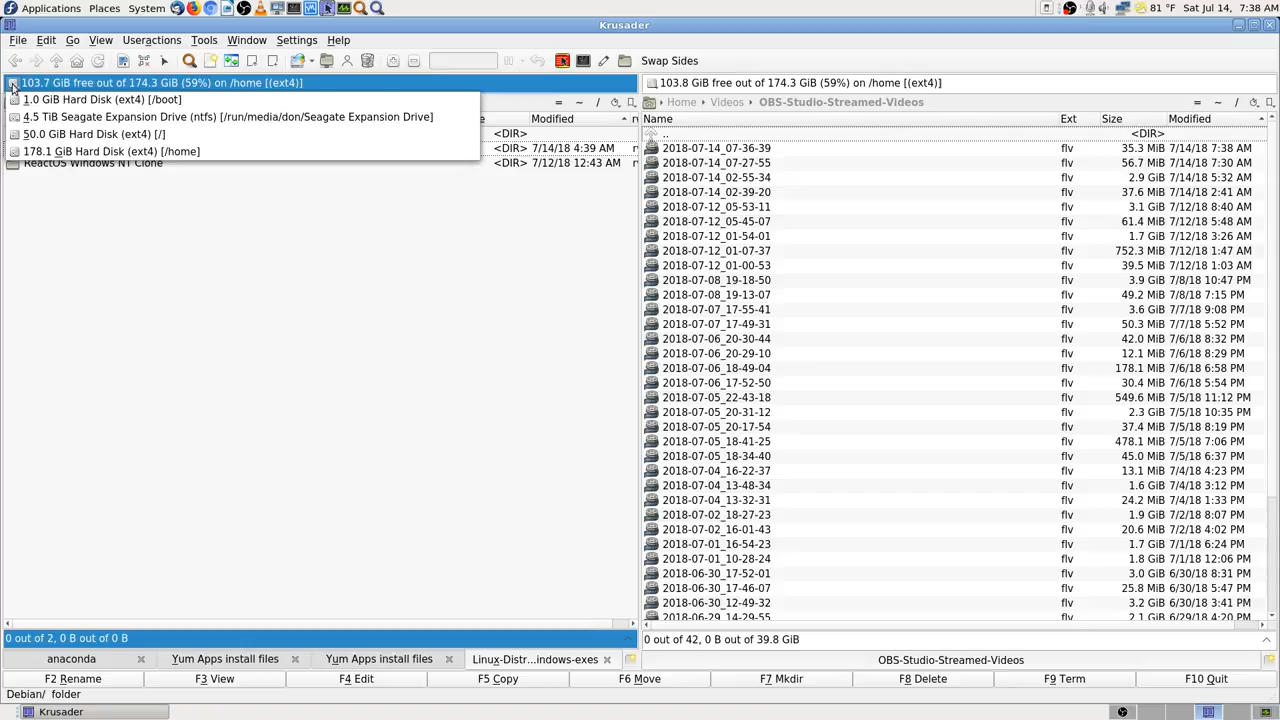 Applications Places System 81 °F Sat Jul 14, 7:38 AM
Krusader
File Edit Go View Useractions Tools Window Settings Help
Swap Sides
103.7 GiB free out of 174.3 GiB (59%) on /home [(ext4)]
1.0 GiB Hard Disk (ext4) [/boot]
4.5 TiB Seagate Expansion Drive (ntfs) [/run/media/don/Seagate Expansion Drive]
50.0 GiB Hard Disk (ext4) [/]
178.1 GiB Hard Disk (ext4) [/home]
= ~ /
Modified
<DIR>
<DIR> 7/14/18 4:39 AM
ReactOS Windows NT Clone <DIR> 7/12/18 12:43 AM
0 out of 2, 0 B out of 0 B
anaconda Yum Apps install files Yum Apps install files Linux-Distr...indows-exes
103.8 GiB free out of 174.3 GiB (59%) on /home [(ext4)]
Home > Videos > OBS-Studio-Streamed-Videos = ~ /
Name Ext Size Modified
.. <DIR>
2018-07-14_07-36-39 flv 35.3 MiB 7/14/18 7:38 AM
2018-07-14_07-27-55 flv 56.7 MiB 7/14/18 7:30 AM
2018-07-14_02-55-34 flv 2.9 GiB 7/14/18 5:32 AM
2018-07-14_02-39-20 flv 37.6 MiB 7/14/18 2:41 AM
2018-07-12_05-53-11 flv 3.1 GiB 7/12/18 8:40 AM
2018-07-12_05-45-07 flv 61.4 MiB 7/12/18 5:48 AM
2018-07-12_01-54-01 flv 1.7 GiB 7/12/18 3:26 AM
2018-07-12_01-07-37 flv 752.3 MiB 7/12/18 1:47 AM
2018-07-12_01-00-53 flv 39.5 MiB 7/12/18 1:03 AM
2018-07-08_19-18-50 flv 3.9 GiB 7/8/18 10:47 PM
2018-07-08_19-13-07 flv 49.2 MiB 7/8/18 7:15 PM
2018-07-07_17-55-41 flv 3.6 GiB 7/7/18 9:08 PM
2018-07-07_17-49-31 flv 50.3 MiB 7/7/18 5:52 PM
2018-07-06_20-30-44 flv 42.0 MiB 7/6/18 8:32 PM
2018-07-06_20-29-10 flv 12.1 MiB 7/6/18 8:29 PM
2018-07-06_18-49-04 flv 178.1 MiB 7/6/18 6:58 PM
2018-07-06_17-52-50 flv 30.4 MiB 7/6/18 5:54 PM
2018-07-05_22-43-18 flv 549.6 MiB 7/5/18 11:12 PM
2018-07-05_20-31-12 flv 2.3 GiB 7/5/18 10:35 PM
2018-07-05_20-17-54 flv 37.4 MiB 7/5/18 8:19 PM
2018-07-05_18-41-25 flv 478.1 MiB 7/5/18 7:06 PM
2018-07-05_18-34-40 flv 45.0 MiB 7/5/18 6:37 PM
2018-07-04_16-22-37 flv 13.1 MiB 7/4/18 4:23 PM
2018-07-04_13-48-34 flv 1.6 GiB 7/4/18 3:12 PM
2018-07-04_13-32-31 flv 24.2 MiB 7/4/18 1:33 PM
2018-07-02_18-27-23 flv 1.9 GiB 7/2/18 8:07 PM
2018-07-02_16-01-43 flv 20.6 MiB 7/2/18 4:02 PM
2018-07-01_16-54-23 flv 1.7 GiB 7/1/18 6:24 PM
2018-07-01_10-28-24 flv 1.8 GiB 7/1/18 12:06 PM
2018-06-30_17-52-01 flv 3.0 GiB 6/30/18 8:31 PM
2018-06-30_17-46-07 flv 25.8 MiB 6/30/18 5:47 PM
2018-06-30_12-49-32 flv 3.2 GiB 6/30/18 3:41 PM
2018-06-29_14-29-55 flv 2.1 GiB 6/29/18 4:20 PM
0 out of 42, 0 B out of 39.8 GiB
OBS-Studio-Streamed-Videos
F2 Rename F3 View F4 Edit F5 Copy F6 Move F7 Mkdir F8 Delete F9 Term F10 Quit
Debian/ folder
Krusader